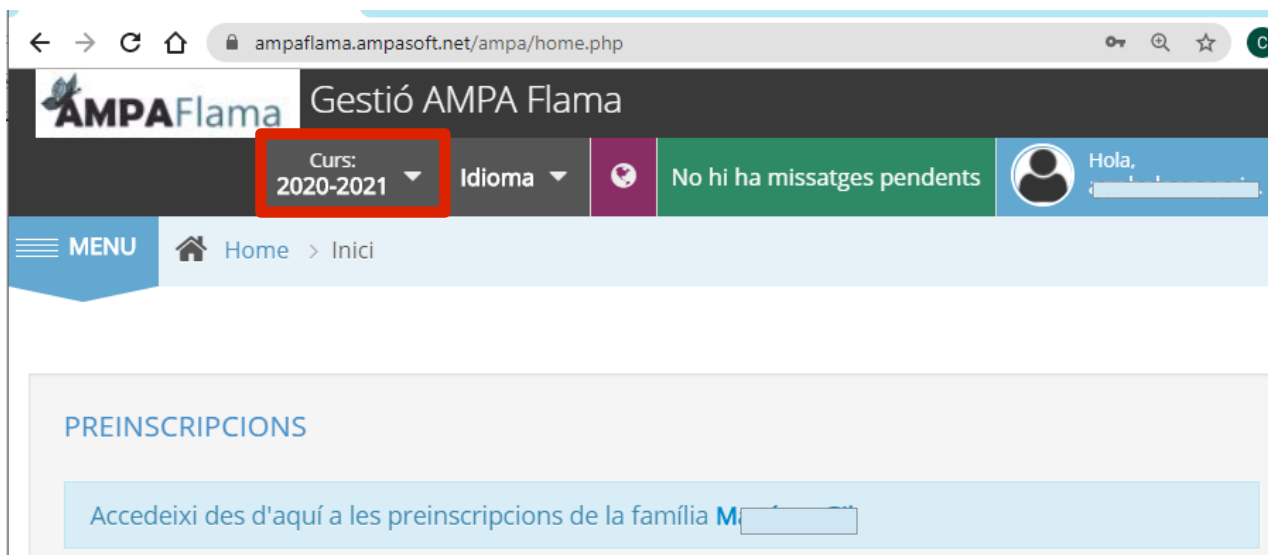 ampaflama.ampasoft.net/ampa/home.php
C
AMPAFlama
Gestió AMPA Flama
Curs:
2020-2021
Idioma
No hi ha missatges pendents
Hola,
MENU
Home > Inici
PREINSCRIPCIONS
Accedeixi des d'aquí a les preinscripcions de la família